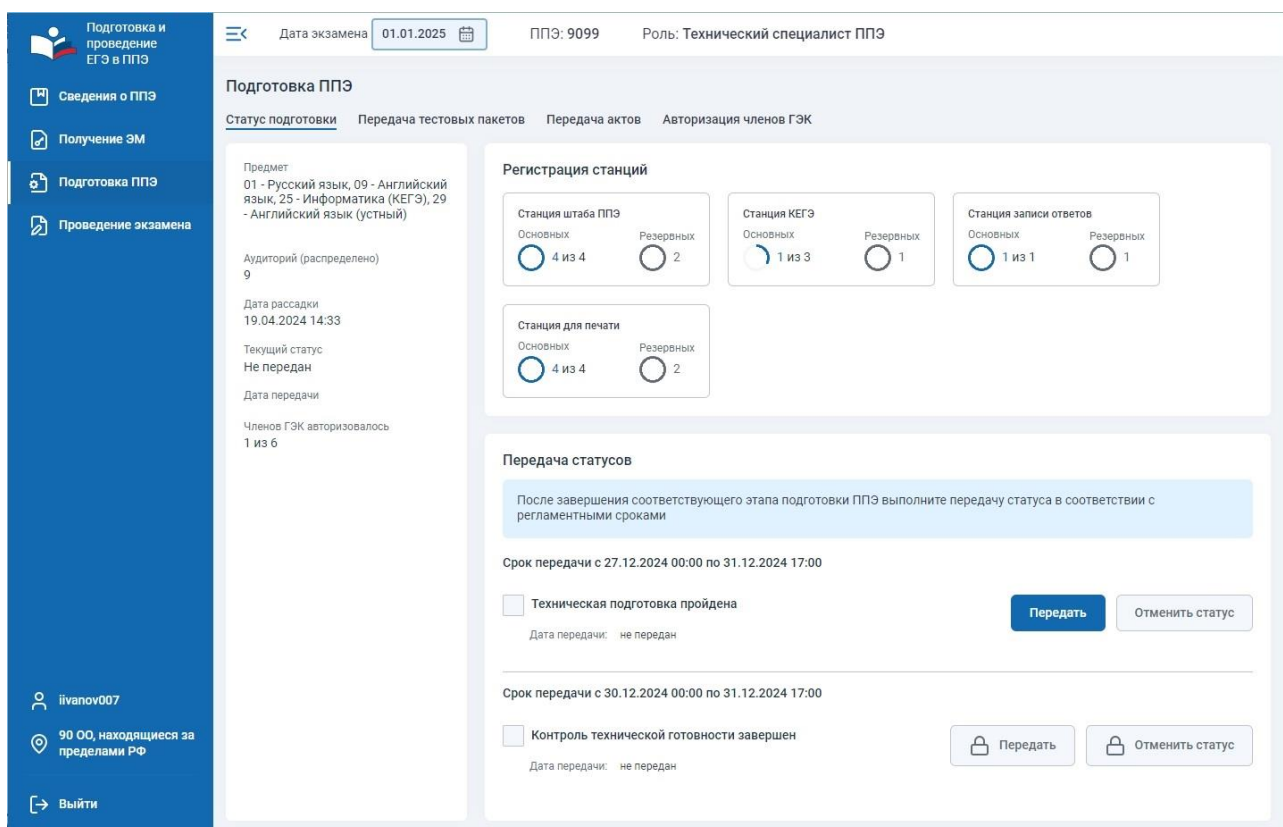 Подготовка и
проведение
ЕГЭ в ППЭ
Сведения о ППЭ
Получение ЭМ
Подготовка ППЭ
Проведение экзамена
iivanov007
90 ОО, находящиеся за
пределами РФ
Выйти
Дата экзамена 01.01.2025 ППЭ: 9099 Роль: Технический специалист ППЭ
Подготовка ППЭ
Статус подготовки Передача тестовых пакетов Передача актов Авторизация членов ГЭК
Предмет
01 - Русский язык, 09 - Английский
язык, 25 - Информатика (КЕГЭ), 29
- Английский язык (устный)
Аудиторий (распределено)
9
Дата рассадки
19.04.2024 14:33
Текущий статус
Не передан
Дата передачи
Членов ГЭК авторизовалось
1 из 6
Регистрация станций
Станция штаба ППЭ
Основных Резервных
4 из 4 2
Станция КЕГЭ
Основных Резервных
1 из 3 1
Станция записи ответов
Основных Резервных
1 из 1 1
Станция для печати
Основных Резервных
4 из 4 2
Передача статусов
После завершения соответствующего этапа подготовки ППЭ выполните передачу статуса в соответствии с
регламентными сроками
Срок передачи с 27.12.2024 00:00 по 31.12.2024 17:00
Техническая подготовка пройдена Передать Отменить статус
Дата передачи: не передан
Срок передачи с 30.12.2024 00:00 по 31.12.2024 17:00
Контроль технической готовности завершен Передать Отменить статус
Дата передачи: не передан